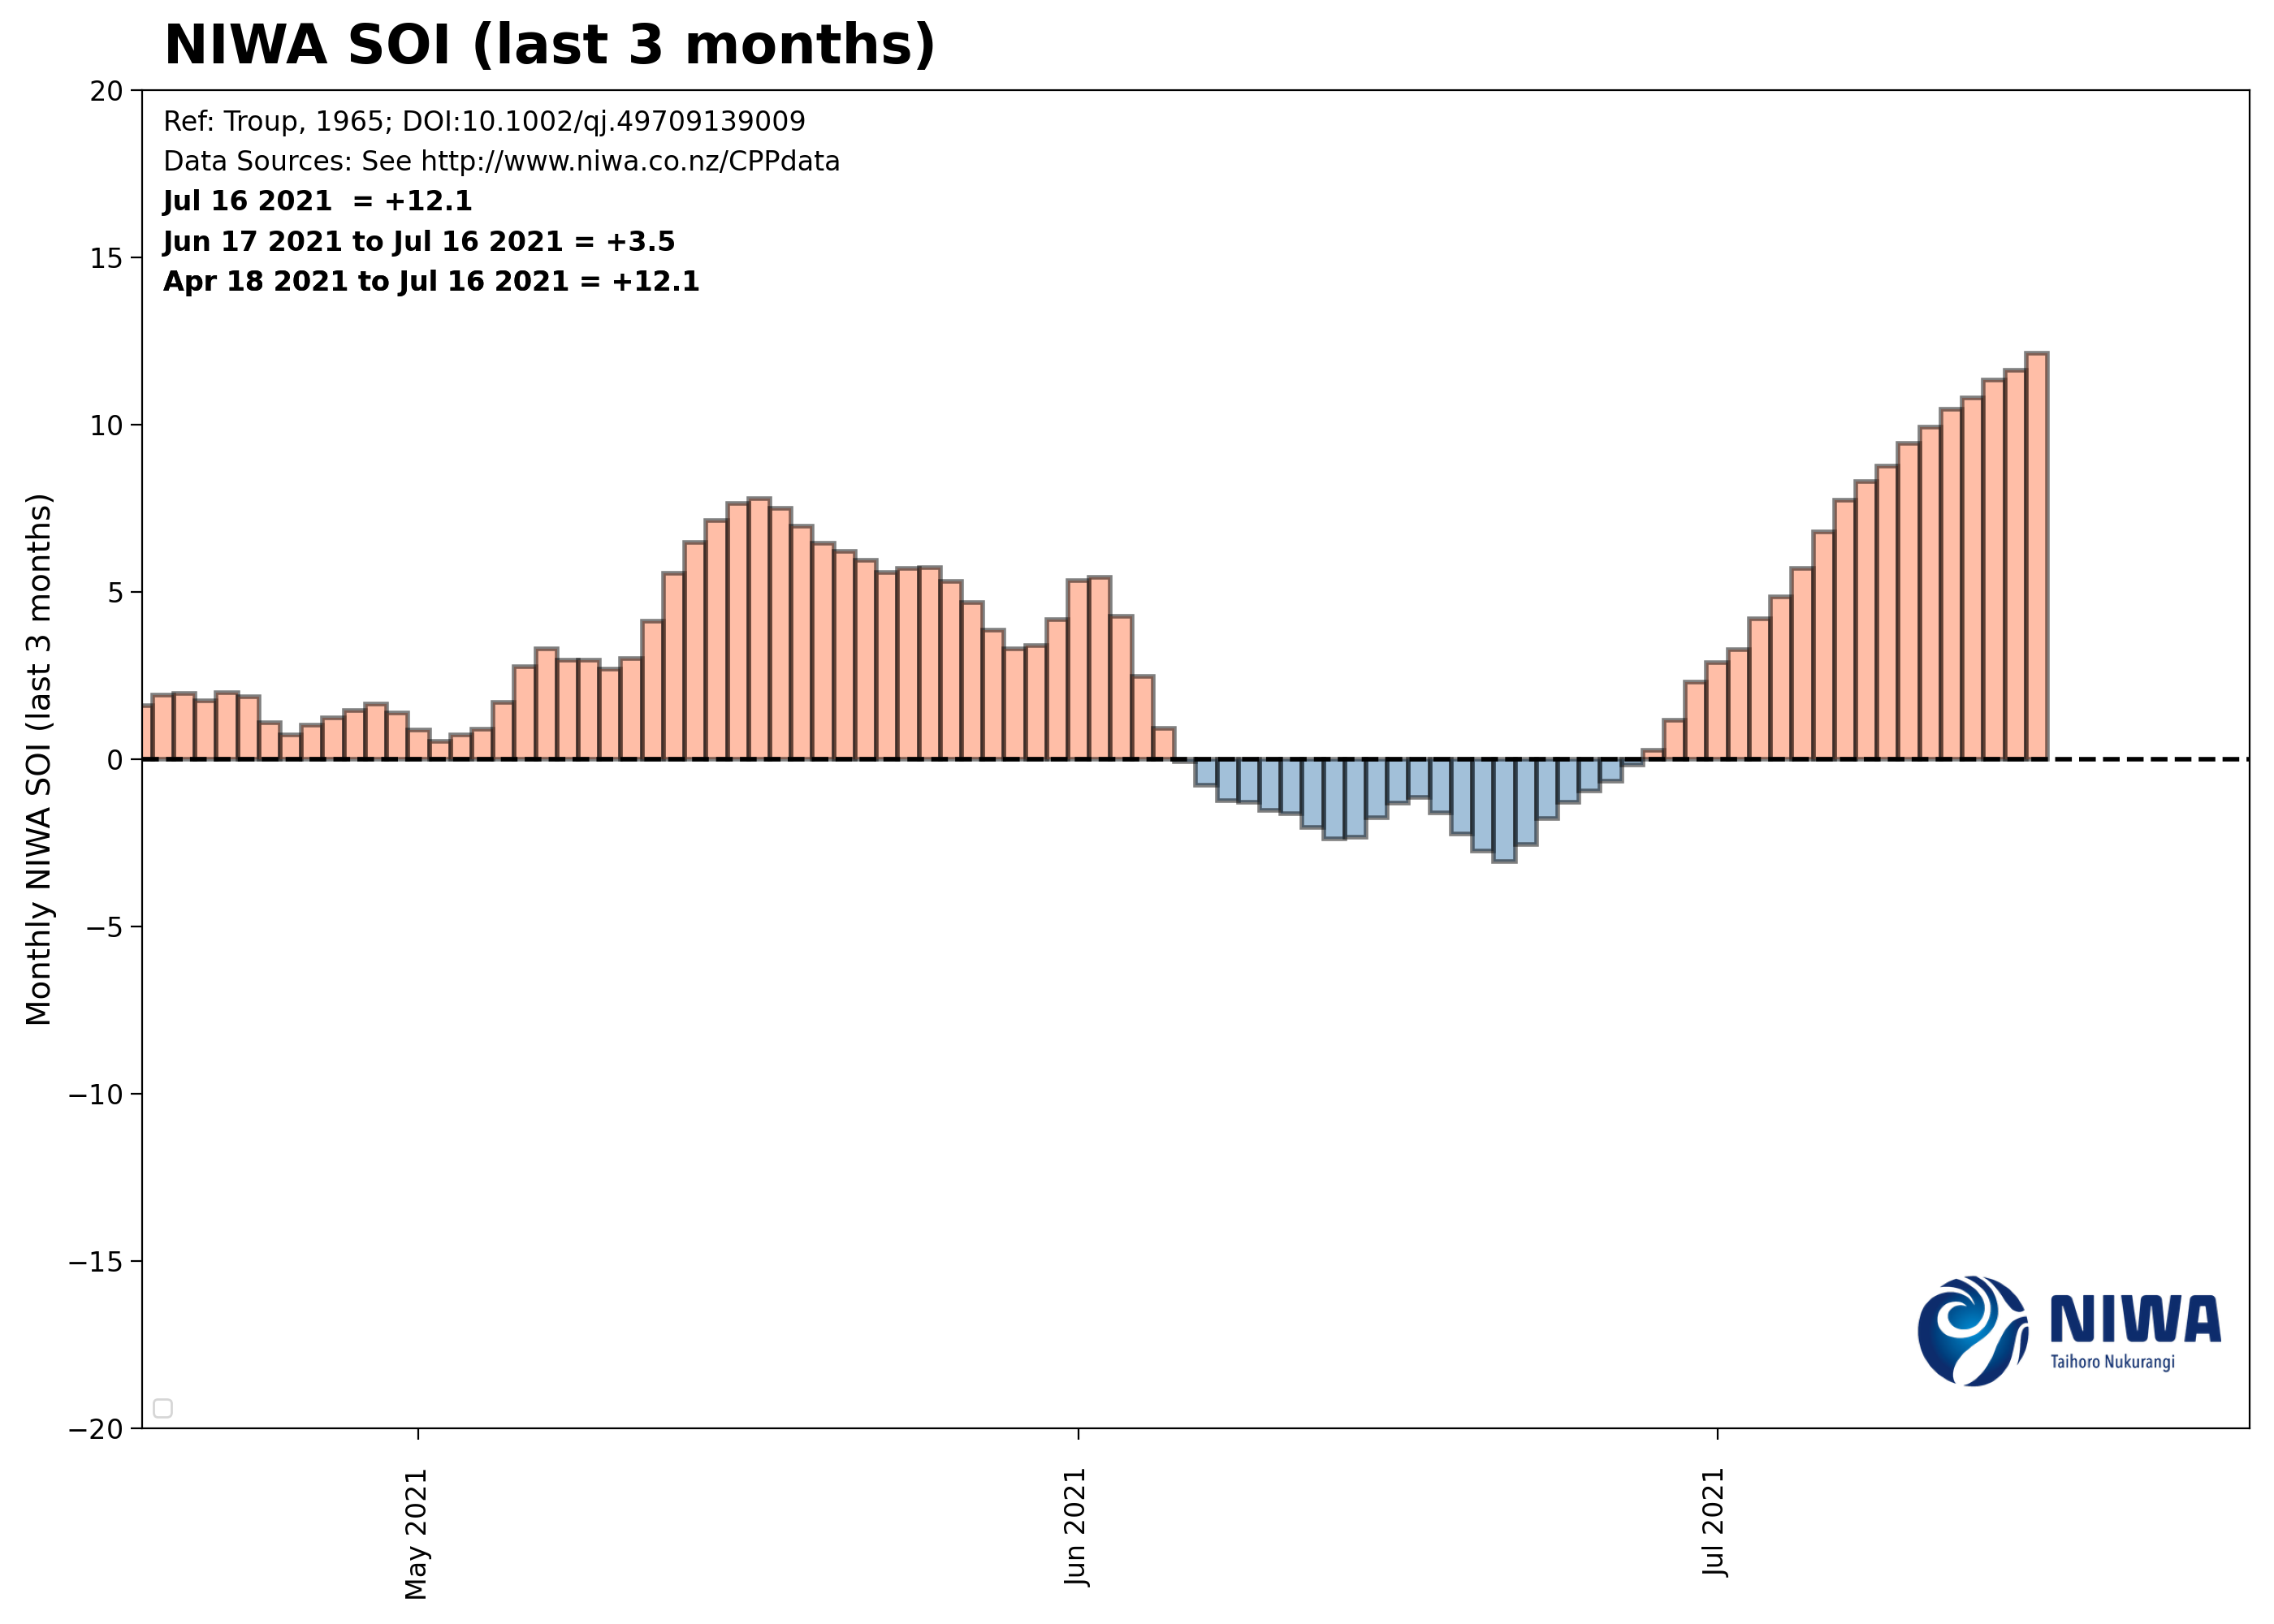 NIWA SOI (last 3 months)
Ref: Troup, 1965; DOI:10.1002/qj.49709139009
Data Sources: See http://www.niwa.co.nz/CPPdata
Jul 16 2021  = +12.1
Jun 17 2021 to Jul 16 2021 = +3.5
Apr 18 2021 to Jul 16 2021 = +12.1
Monthly NIWA SOI (last 3 months)
20
15
10
5
0
−5
−10
−15
−20
NIWA
Taihoro Nukurangi
May 2021
Jun 2021
Jul 2021